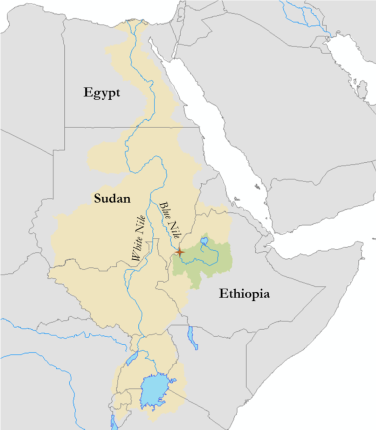 Egypt
Sudan
Blue Nile
White Nile
Ethiopia